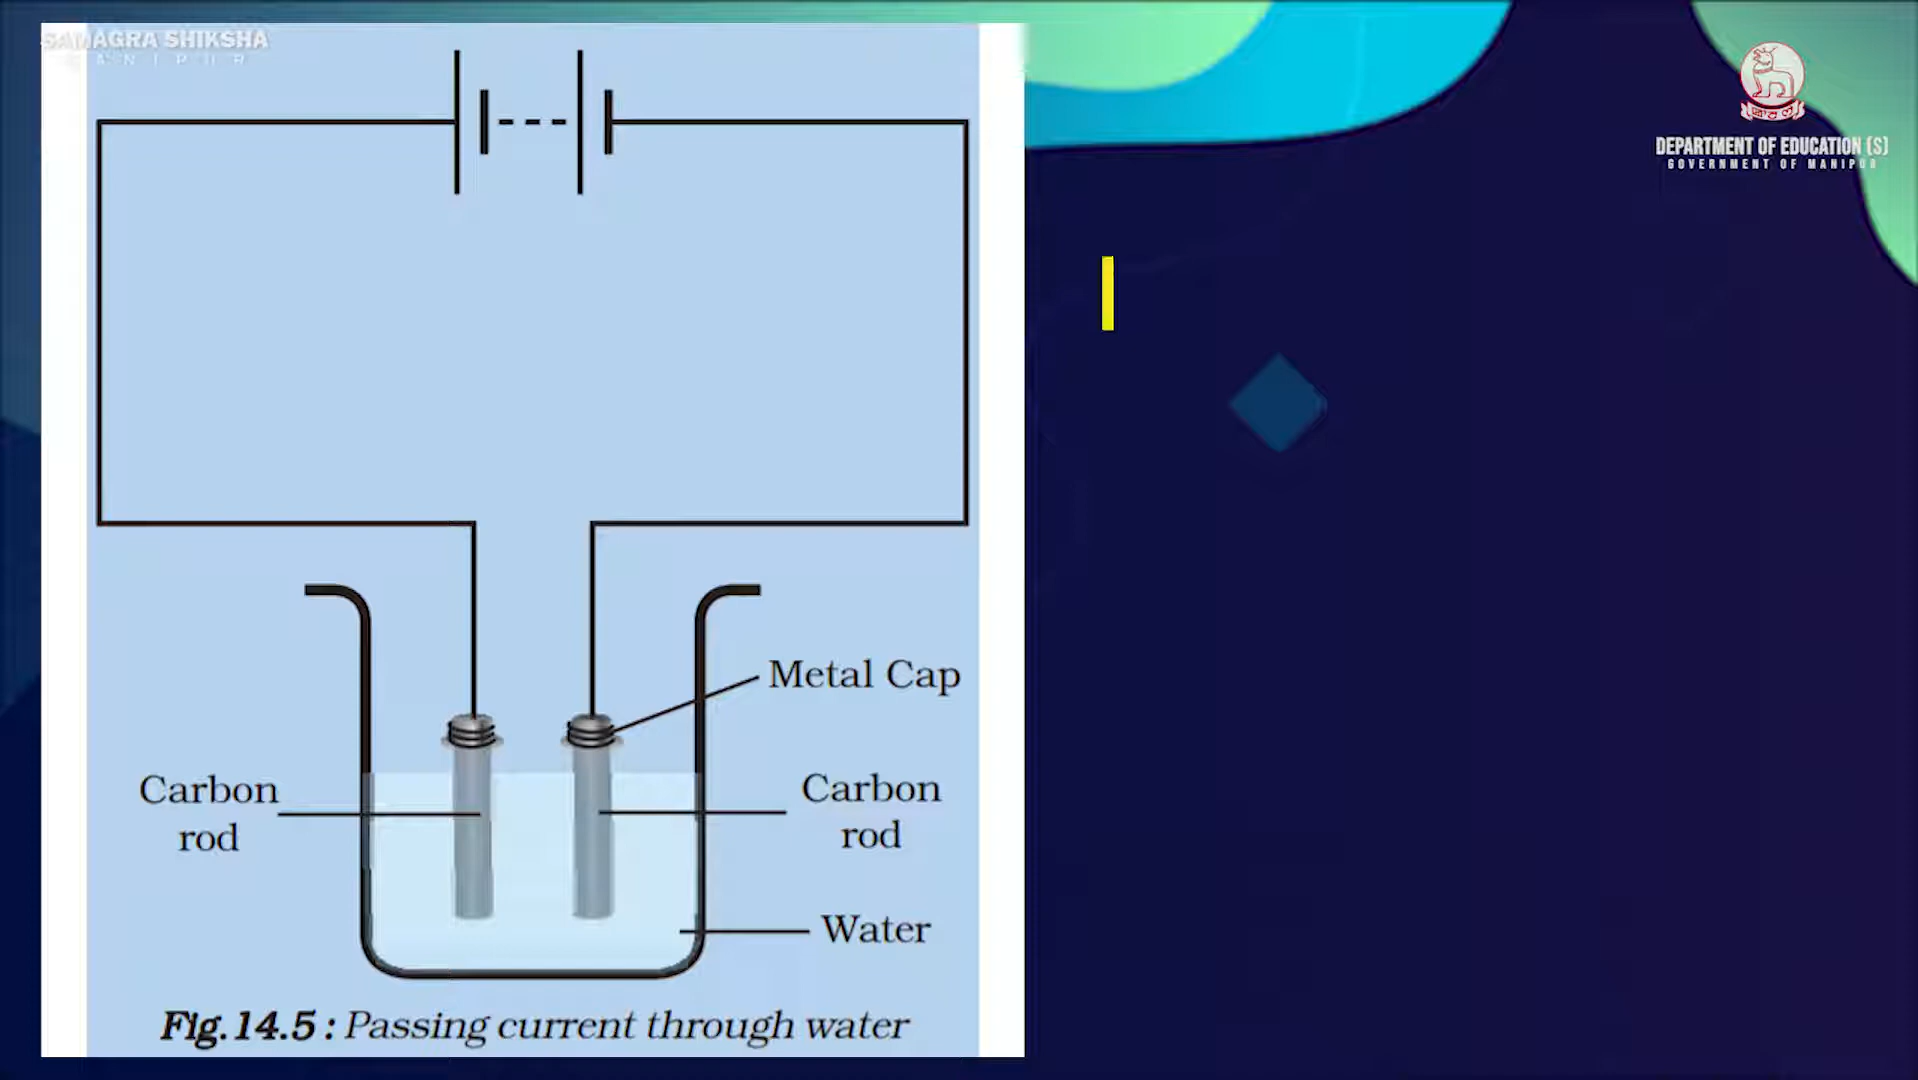 SAMAGRA SHIKSHA
MANIPUR
DEPARTMENT OF EDUCATION (S)
GOVERNMENT OF MANIPUR
Metal Cap
Carbon
rod
Carbon
rod
Water
Fig. 14.5 : Passing current through water